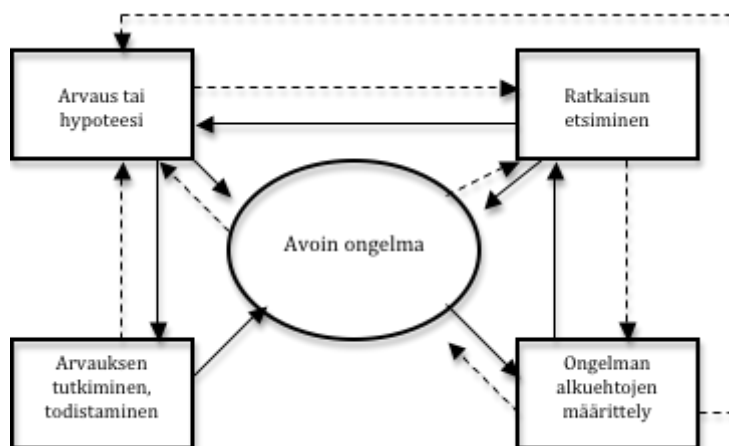 Arvaus tai
hypoteesi
Ratkaisun
etsiminen
Avoin ongelma
Arvauksen
tutkiminen,
todistaminen
Ongelman
alkuehtojen
määrittely